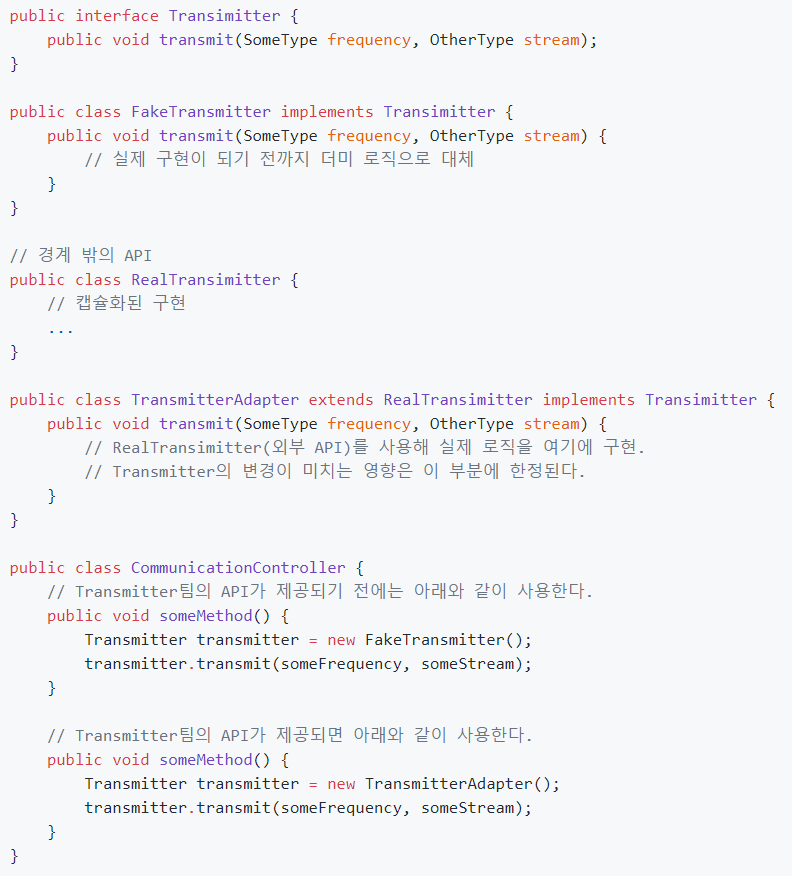 public interface Transimitter {
    public void transmit(SomeType frequency, OtherType stream);
}

public class FakeTransmitter implements Transimitter {
    public void transmit(SomeType frequency, OtherType stream) {
        // 실제 구현이 되기 전까지 더미 로직으로 대체
    }
}

// 경계 밖의 API
public class RealTransimitter {
    // 캡슐화된 구현
    ...
}

public class TransmitterAdapter extends RealTransimitter implements Transimitter {
    public void transmit(SomeType frequency, OtherType stream) {
        // RealTransimitter(외부 API)를 사용해 실제 로직을 여기에 구현.
        // Transmitter의 변경이 미치는 영향은 이 부분에 한정된다.
    }
}

public class CommunicationController {
    // Transmitter팀의 API가 제공되기 전에는 아래와 같이 사용한다.
    public void someMethod() {
        Transmitter transmitter = new FakeTransmitter();
        transmitter.transmit(someFrequency, someStream);
    }

    // Transmitter팀의 API가 제공되면 아래와 같이 사용한다.
    public void someMethod() {
        Transmitter transmitter = new TransmitterAdapter();
        transmitter.transmit(someFrequency, someStream);
    }
}